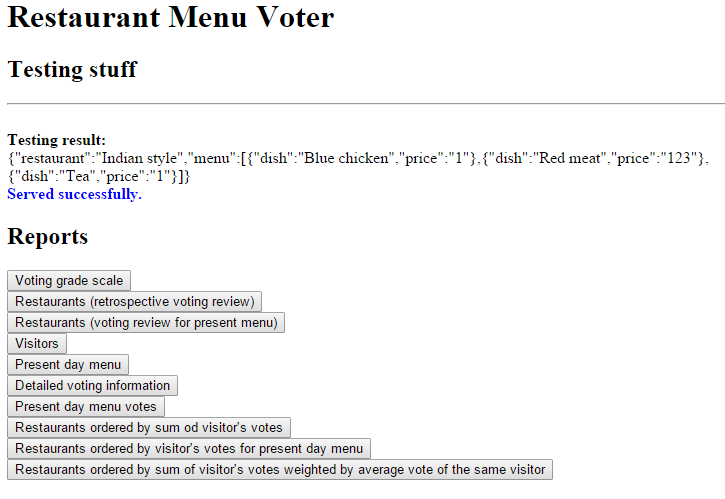 Restaurant Menu Voter
Testing stuff
Testing result:
{"restaurant":"Indian style","menu":[{"dish":"Blue chicken","price":"1"},{"dish":"Red meat","price":"123"},
{"dish":"Tea","price":"1"}]}
Served successfully.
Reports
Voting grade scale
Restaurants (retrospective voting review)
Restaurants (voting review for present menu)
Visitors
Present day menu
Detailed voting information
Present day menu votes
Restaurants ordered by sum od visitor's votes
Restaurants ordered by visitor's votes for present day menu
Restaurants ordered by sum of visitor's votes weighted by average vote of the same visitor